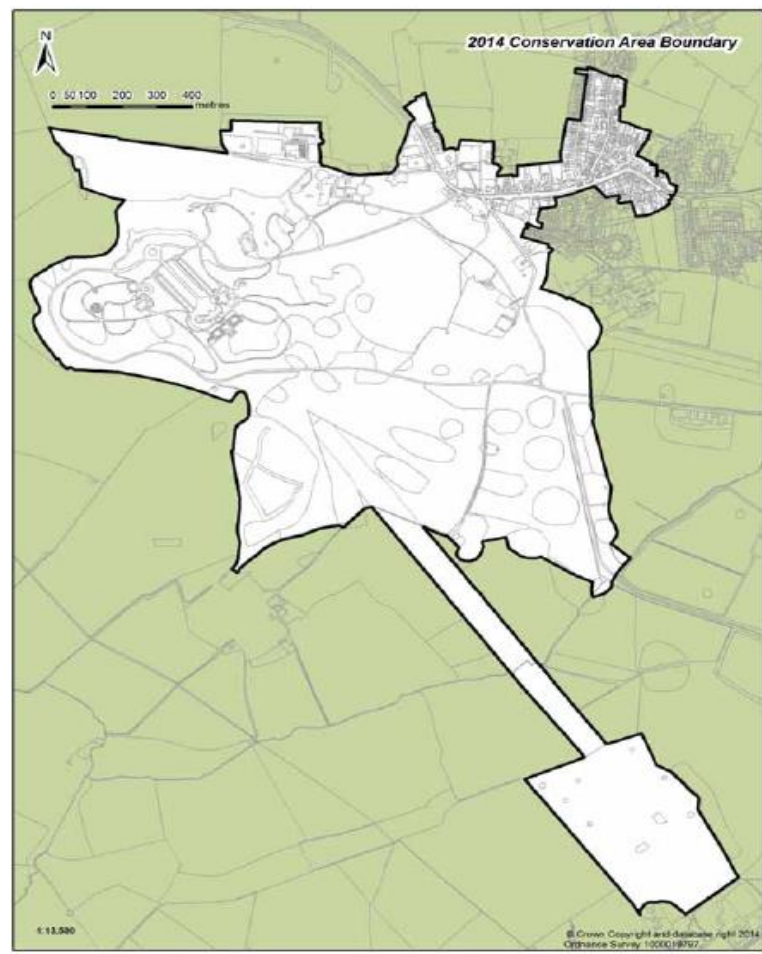 2014 Conservation Area Boundary
N
0 50 100 200 300 400
metres
1:13,500
© Crown Copyright and database right 2014
Ordnance Survey